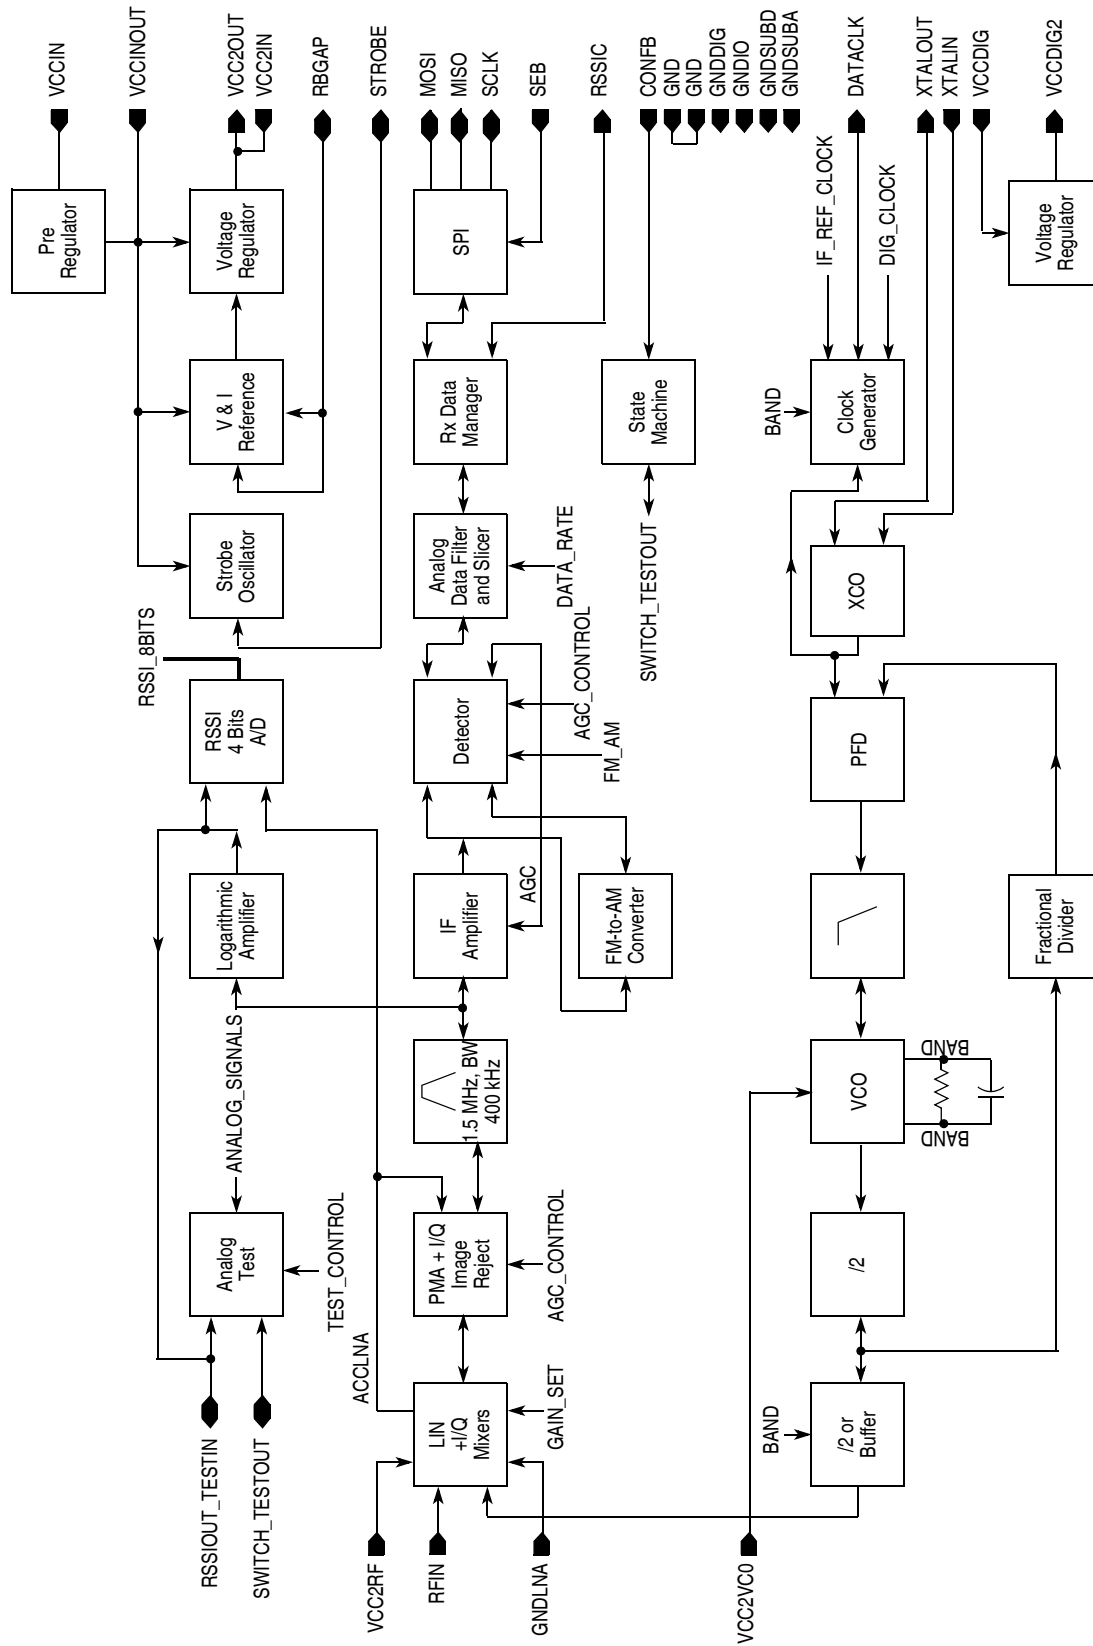 VCCIN
VCCINOUT
VCC2OUT
VCC2IN
RBGAP
STROBE
MOSI
MISO
SCLK
SEB
RSSIC
CONFB
GND
GND
GNDDIG
GNDIO
GNDSUBD
GNDSUBA
DATACLK
XTALOUT
XTALIN
VCCDIG
VCCDIG2
Pre
Regulator
Voltage
Regulator
SPI
IF_REF_CLOCK
DIG_CLOCK
Voltage
Regulator
V & I
Reference
Rx Data
Manager
State
Machine
BAND
Clock
Generator
Strobe
Oscillator
Analog
Data Filter
and Slicer
DATA_RATE
SWITCH_TESTOUT
XCO
RSSI_8BITS
RSSI
4 Bits
A/D
Detector
AGC_CONTROL
FM_AM
PFD
Logarithmic
Amplifier
IF
Amplifier
AGC
FM-to-AM
Converter
Fractional
Divider
ANALOG_SIGNALS
1.5 MHz, BW
400 kHz
VCO
BAND
BAND
Analog
Test
TEST_CONTROL
PMA + I/Q
Image
Reject
AGC_CONTROL
/2
ACCLNA
LIN
+I/Q
Mixers
GAIN_SET
BAND
/2 or
Buffer
RSSIOUT_TESTIN
SWITCH_TESTOUT
VCC2RF
RFIN
GNDLNA
VCC2VC0